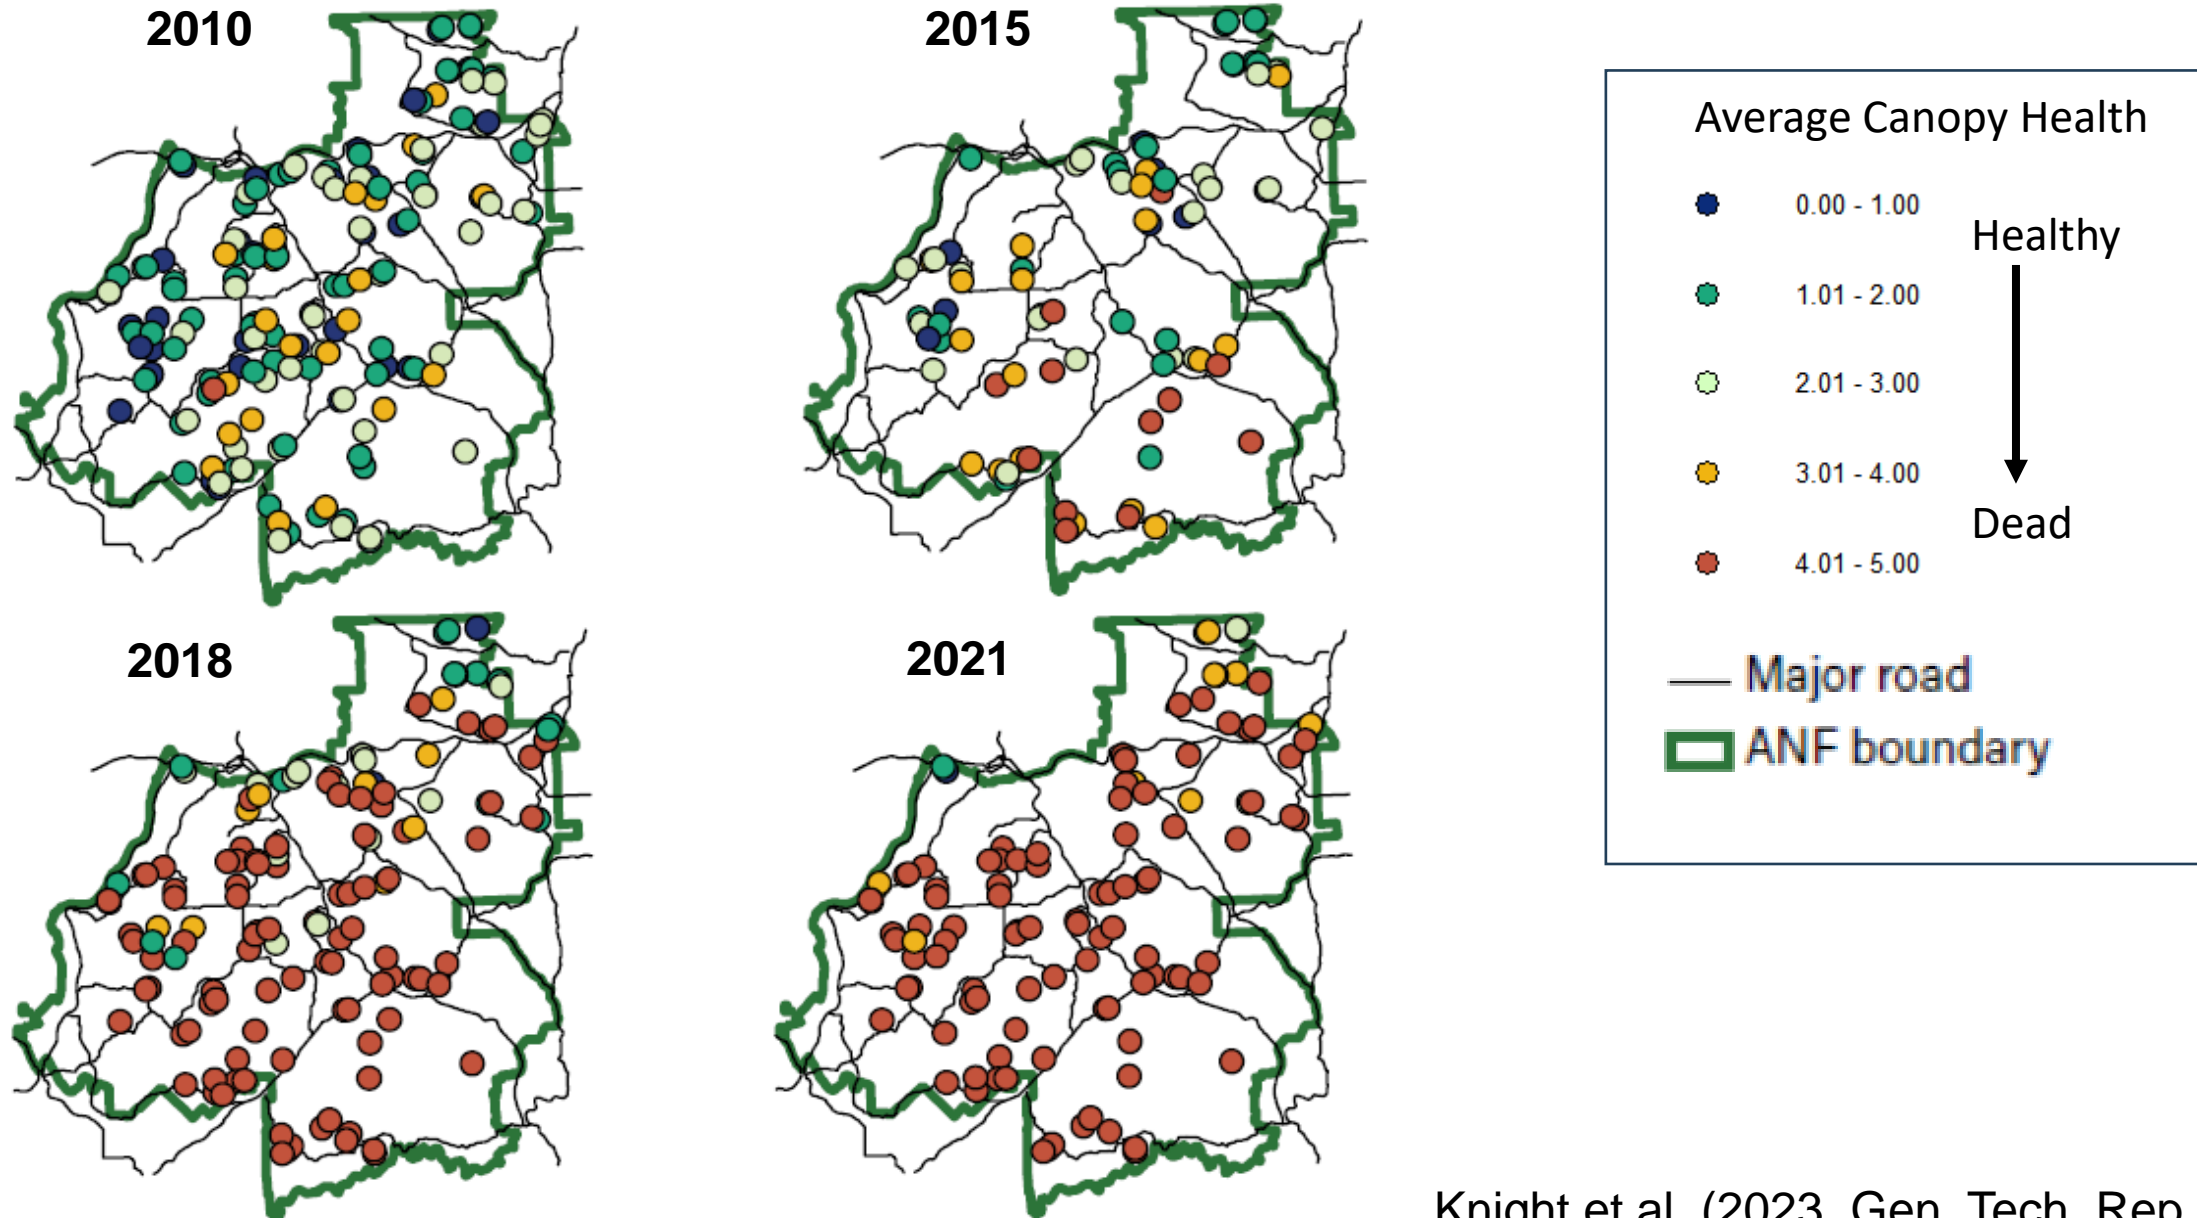 2010
2015
2018
2021
Average Canopy Health
0.00 - 1.00
Healthy
1.01 - 2.00
2.01 - 3.00
3.01 - 4.00
Dead
4.01 - 5.00
Major road
ANF boundary
Knight et al. (2023, Gen. Tech. Rep.